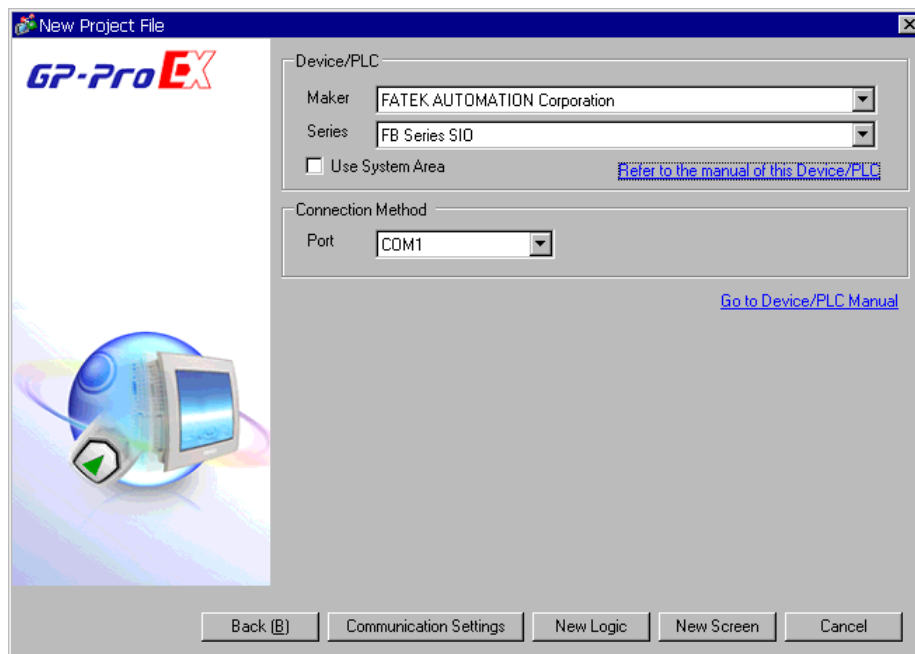 New Project File
GP-Pro EX
Device/PLC
Maker FATEK AUTOMATION Corporation
Series FB Series SIO
Use System Area Refer to the manual of this Device/PLC
Connection Method
Port COM1
Go to Device/PLC Manual
Back (B) Communication Settings New Logic New Screen Cancel